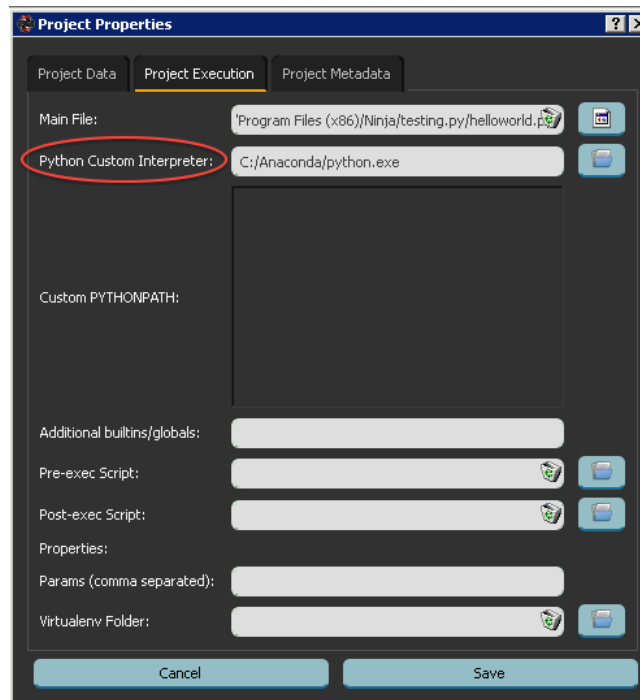 Project Properties
Project Data Project Execution Project Metadata
Main File: 'Program Files (x86)/Ninja/testing.py/helloworld.p
Python Custom Interpreter: C:/Anaconda/python.exe
Custom PYTHONPATH:
Additional builtins/globals:
Pre-exec Script:
Post-exec Script:
Properties:
Params (comma separated):
Virtualenv Folder:
Cancel Save